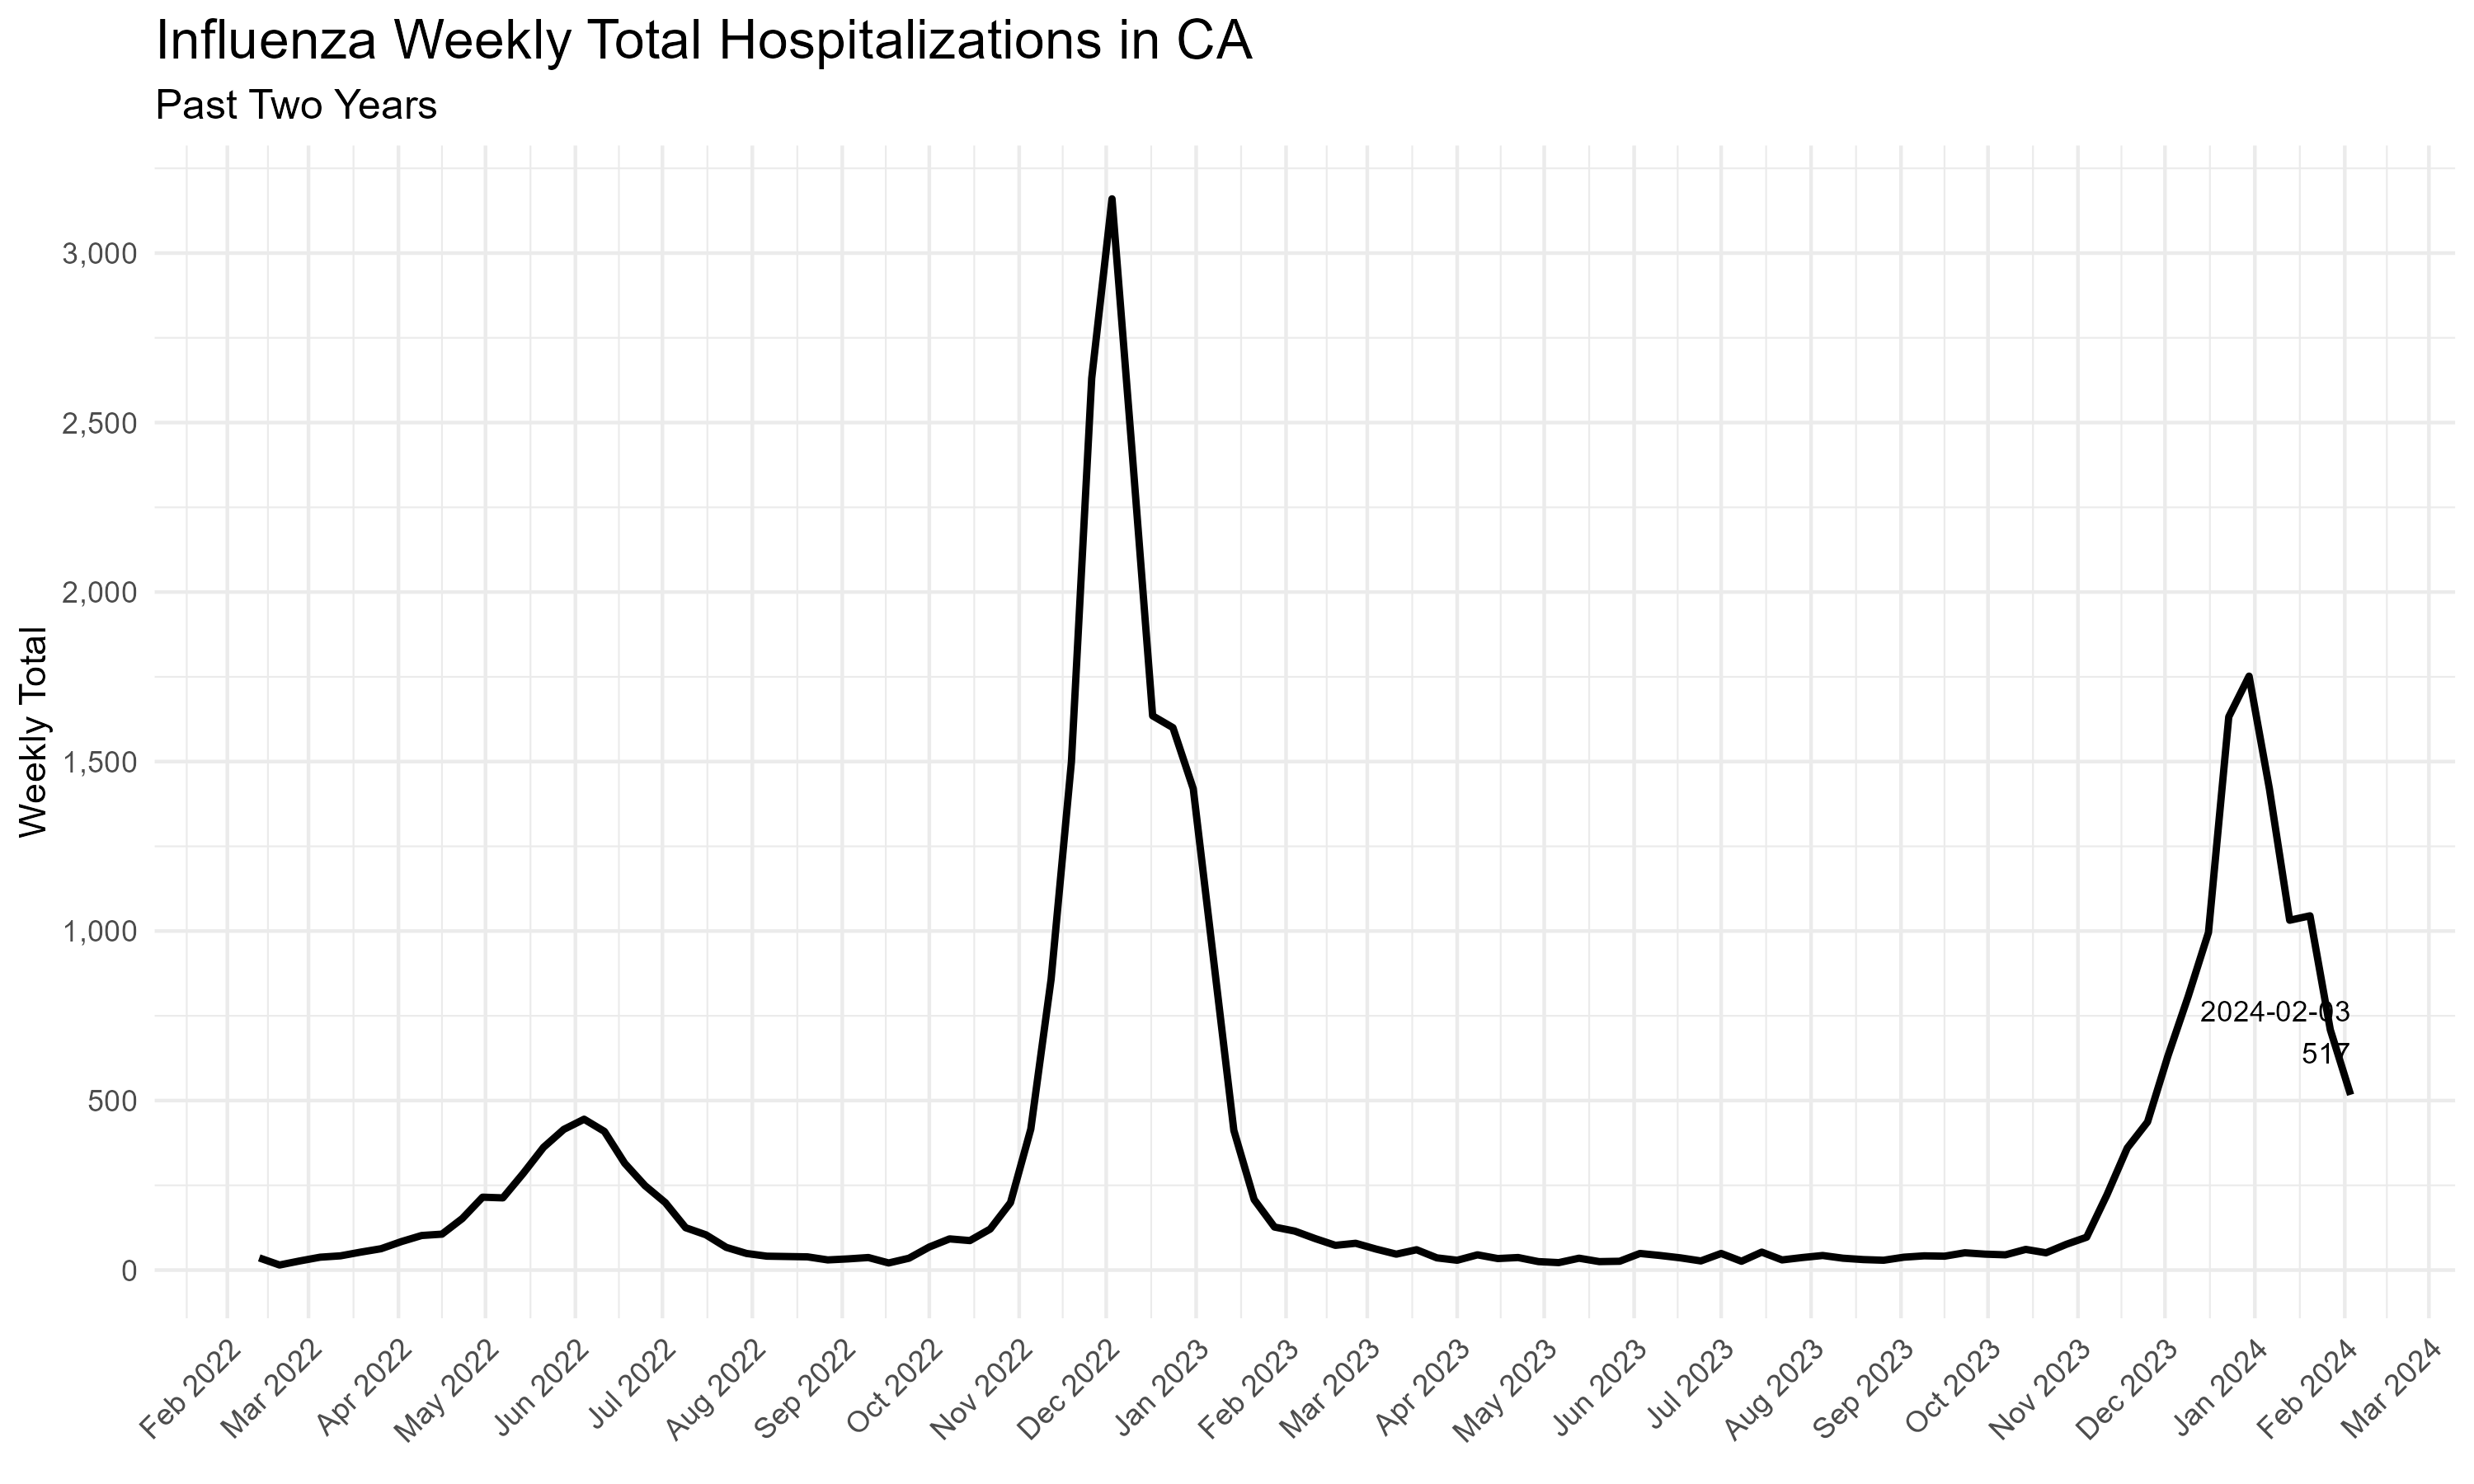 Influenza Weekly Total Hospitalizations in CA
Past Two Years
Weekly Total
3,000
2,500
2,000
1,500
1,000
500
0
2024-02-03
517
Feb 2022
Mar 2022
Apr 2022
May 2022
Jun 2022
Jul 2022
Aug 2022
Sep 2022
Oct 2022
Nov 2022
Dec 2022
Jan 2023
Feb 2023
Mar 2023
Apr 2023
May 2023
Jun 2023
Jul 2023
Aug 2023
Sep 2023
Oct 2023
Nov 2023
Dec 2023
Jan 2024
Feb 2024
Mar 2024